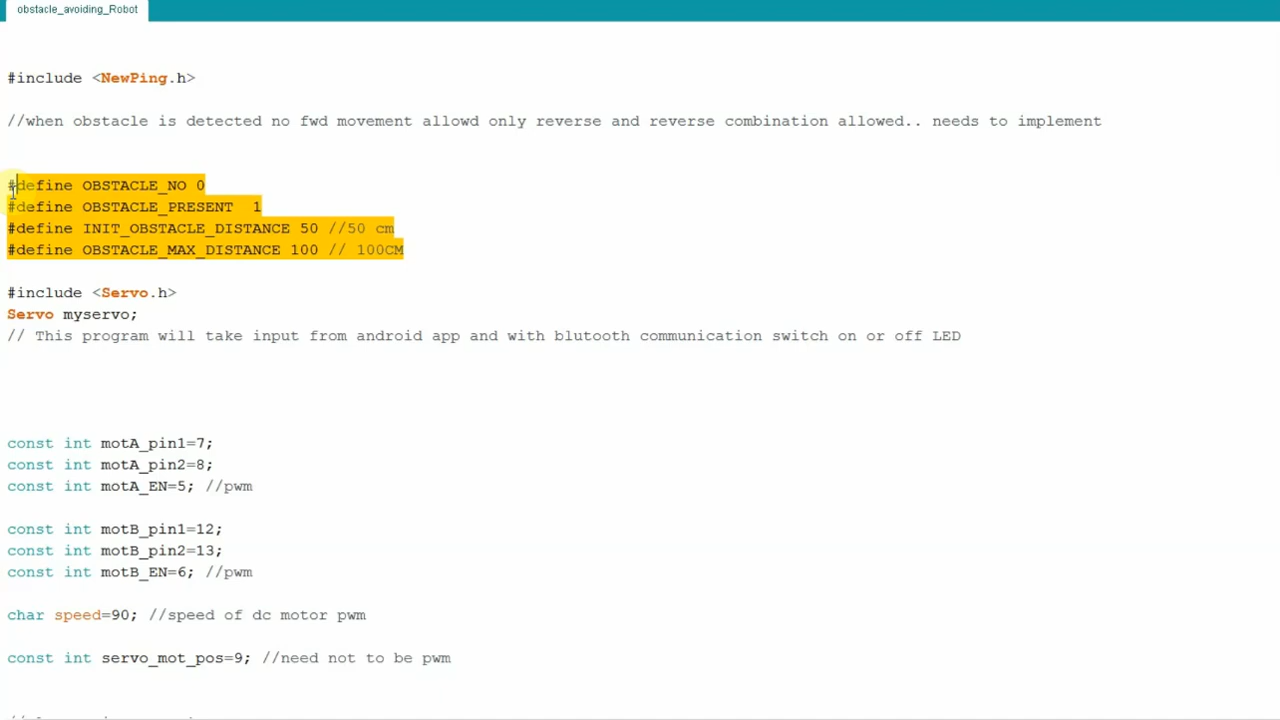 obstacle_avoiding_Robot
#include <NewPing.h>
//when obstacle is detected no fwd movement allowd only reverse and reverse combination allowed.. needs to implement
#define OBSTACLE_NO 0
#define OBSTACLE_PRESENT  1
#define INIT_OBSTACLE_DISTANCE 50 //50 cm
#define OBSTACLE_MAX_DISTANCE 100 // 100CM
#include <Servo.h>
Servo myservo;
// This program will take input from android app and with blutooth communication switch on or off LED
const int motA_pin1=7;
const int motA_pin2=8;
const int motA_EN=5; //pwm
const int motB_pin1=12;
const int motB_pin2=13;
const int motB_EN=6; //pwm
char speed=90; //speed of dc motor pwm
const int servo_mot_pos=9; //need not to be pwm